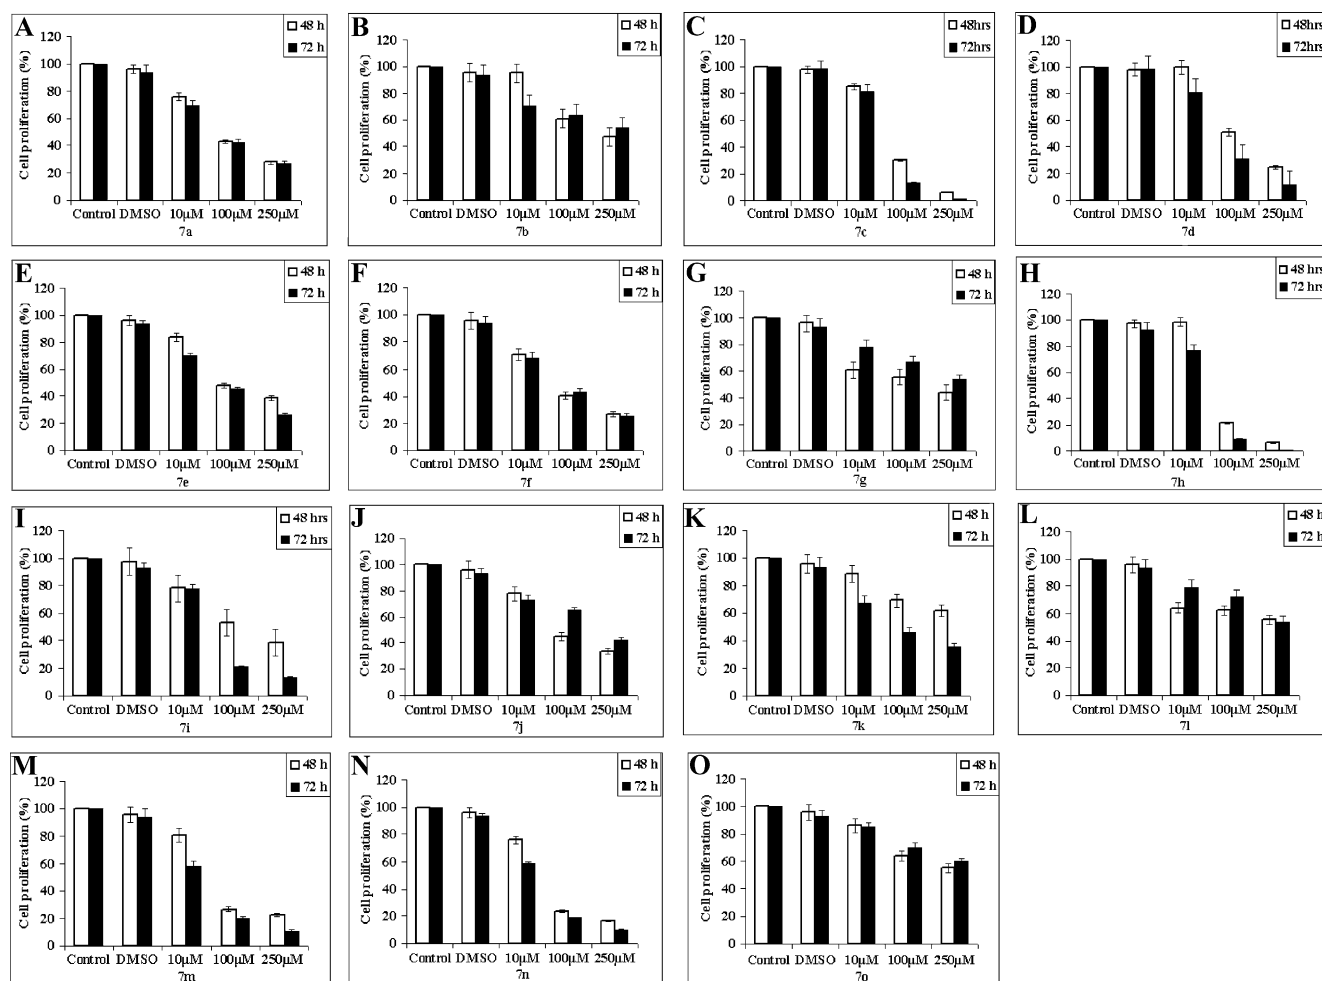 A
48 h
72 h
Cell proliferation (%)
120
100
80
60
40
20
0
Control DMSO 10µM 100µM 250µM
7a
B
48 h
72 h
Cell proliferation (%)
120
100
80
60
40
20
0
Control DMSO 10µM 100µM 250µM
7b
C
48hrs
72hrs
Cell proliferation (%)
120
100
80
60
40
20
0
Control DMSO 10µM 100µM 250µM
7c
D
48hrs
72hrs
Cell proliferation (%)
120
100
80
60
40
20
0
Control DMSO 10µM 100µM 250µM
7d
E
48 h
72 h
Cell proliferation (%)
120
100
80
60
40
20
0
Control DMSO 10µM 100µM 250µM
7e
F
48 h
72 h
Cell proliferation (%)
120
100
80
60
40
20
0
Control DMSO 10µM 100µM 250µM
7f
G
48 h
72 h
Cell proliferation (%)
120
100
80
60
40
20
0
Control DMSO 10µM 100µM 250µM
7g
H
48 hrs
72 hrs
Cell proliferation (%)
120
100
80
60
40
20
0
Control DMSO 10µM 100µM 250µM
7h
I
48 hrs
72 hrs
Cell proliferation (%)
120
100
80
60
40
20
0
Control DMSO 10µM 100µM 250µM
7i
J
48 h
72 h
Cell proliferation (%)
120
100
80
60
40
20
0
Control DMSO 10µM 100µM 250µM
7j
K
48 h
72 h
Cell proliferation (%)
120
100
80
60
40
20
0
Control DMSO 10µM 100µM 250µM
7k
L
48 h
72 h
Cell proliferation (%)
120
100
80
60
40
20
0
Control DMSO 10µM 100µM 250µM
7l
M
48 h
72 h
Cell proliferation (%)
120
100
80
60
40
20
0
Control DMSO 10µM 100µM 250µM
7m
N
48 h
72 h
Cell proliferation (%)
120
100
80
60
40
20
0
Control DMSO 10µM 100µM 250µM
7n
O
48 h
72 h
Cell proliferation (%)
120
100
80
60
40
20
0
Control DMSO 10µM 100µM 250µM
7o